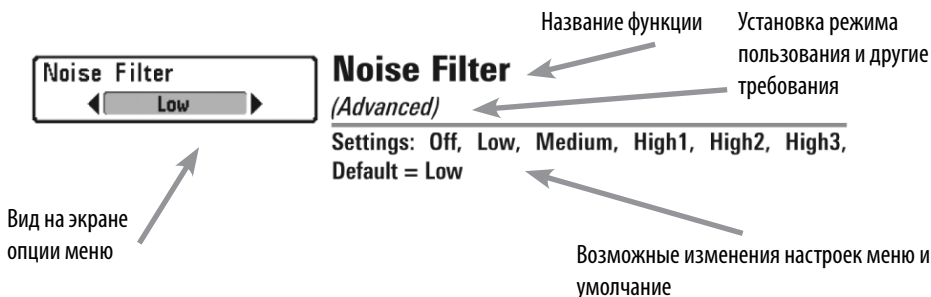 Название функции
Установка режима
пользования и другие
требования
Noise Filter
Low
Noise Filter
(Advanced)
Settings: Off, Low, Medium, High1, High2, High3,
Default = Low
Вид на экране
опции меню
Возможные изменения настроек меню и
умолчание